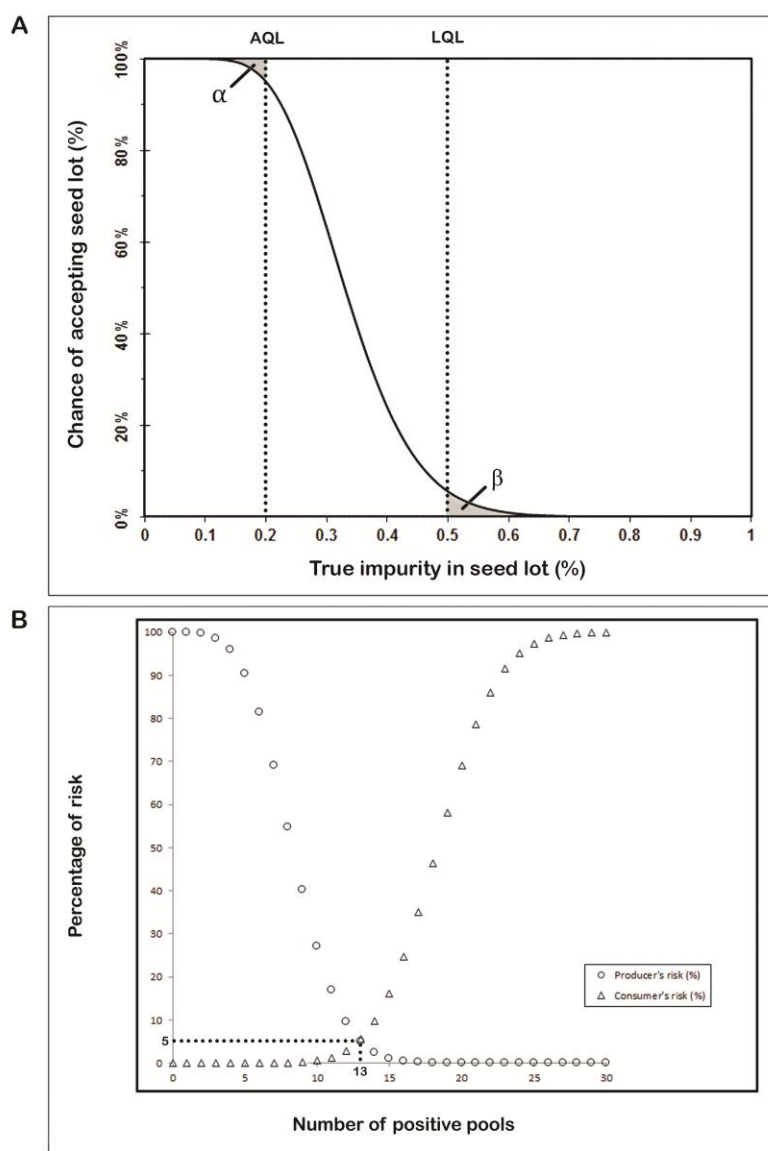 A
AQL LQL
100%
80%
60%
40%
20%
0%
Chance of accepting seed lot (%)
α
β
0 0.1 0.2 0.3 0.4 0.5 0.6 0.7 0.8 0.9 1
True impurity in seed lot (%)
B
100
90
80
70
60
50
40
30
20
10
5
0
Percentage of risk
Producer's risk (%)
Consumer's risk (%)
13
0 5 10 15 20 25 30
Number of positive pools